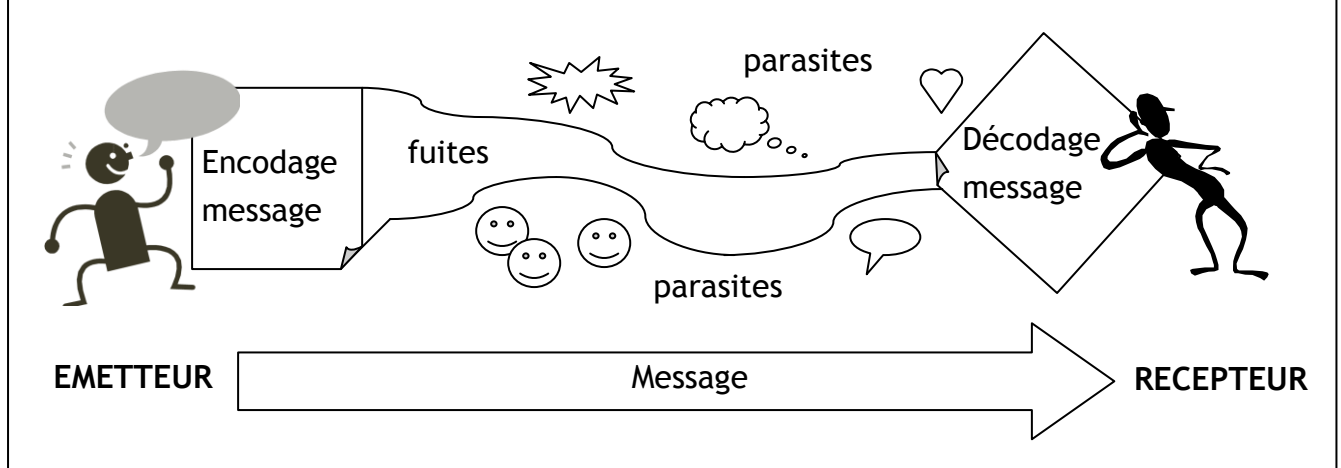 parasites
Encodage
message
fuites
Décodage
message
parasites
EMETTEUR
Message
RECEPTEUR